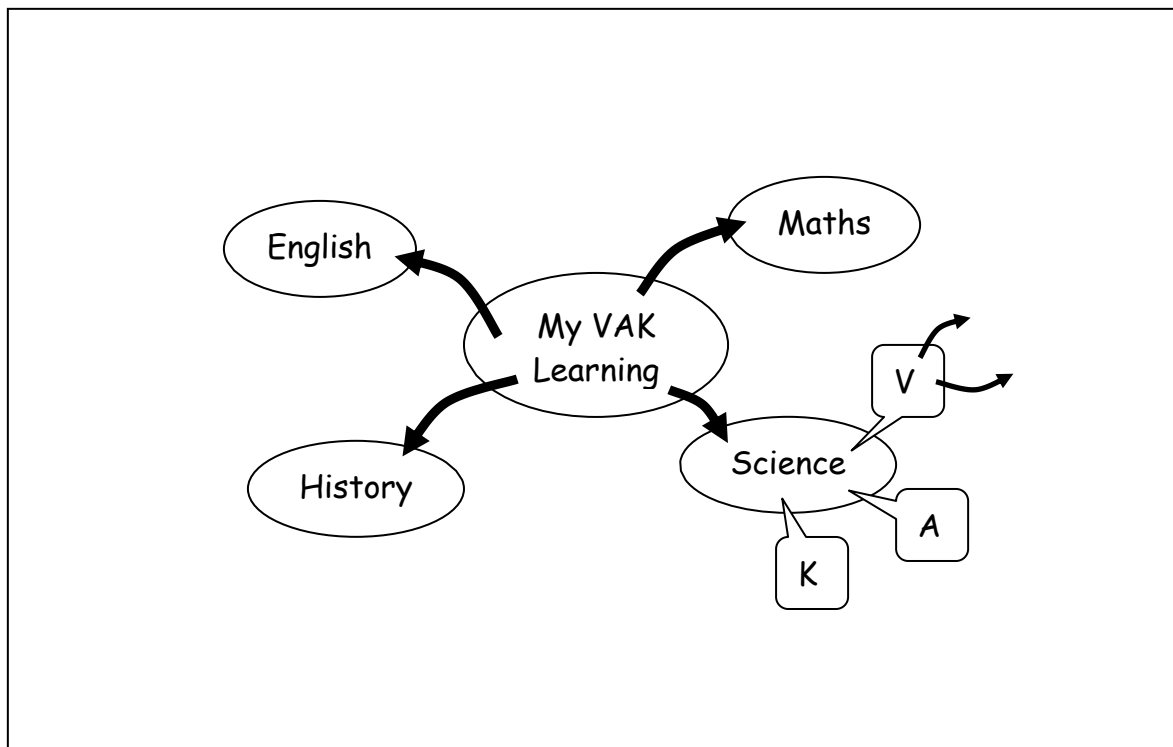 English
Maths
My VAK
Learning
V
History
Science
A
K